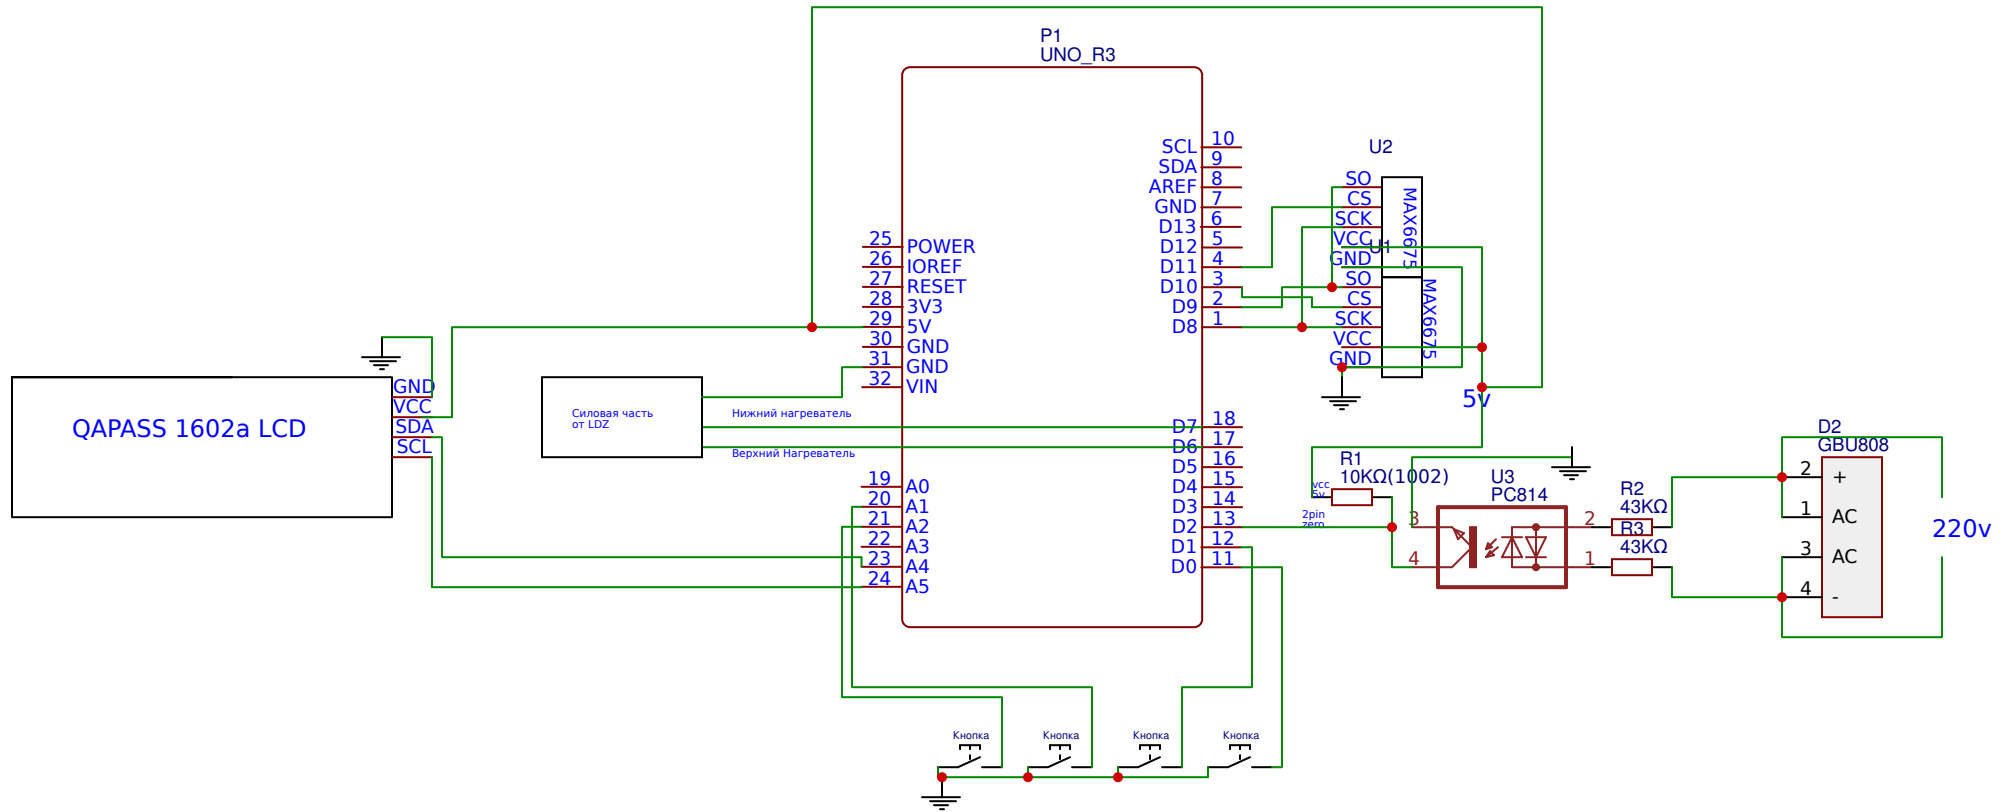 P1
UNO_R3
SCL 10
SDA 9
AREF 8
GND 7
D13 6
D12 5
D11 4
D10 3
D9 2
D8 1
25 POWER
26 IOREF
27 RESET
28 3V3
29 5V
30 GND
31 GND
32 VIN
D7 18
D6 17
D5 16
D4 15
D3 14
D2 13
D1 12
D0 11
19 A0
20 A1
21 A2
22 A3
23 A4
24 A5
QAPASS 1602a LCD
GND
VCC
SDA
SCL
Силовая часть
от LDZ
Нижний нагреватель
Верхний Нагреватель
U2
SO
CS
SCK
VCC
GND
MAX6675
U1
SO
CS
SCK
VCC
GND
MAX6675
5v
R1
10KΩ(1002)
vcc
5v
2pin
zero
U3
PC814
3
4
2
1
R2
43KΩ
R3
43KΩ
D2
GBU808
2 +
1 AC
3 AC
4 -
220v
Кнопка
Кнопка
Кнопка
Кнопка